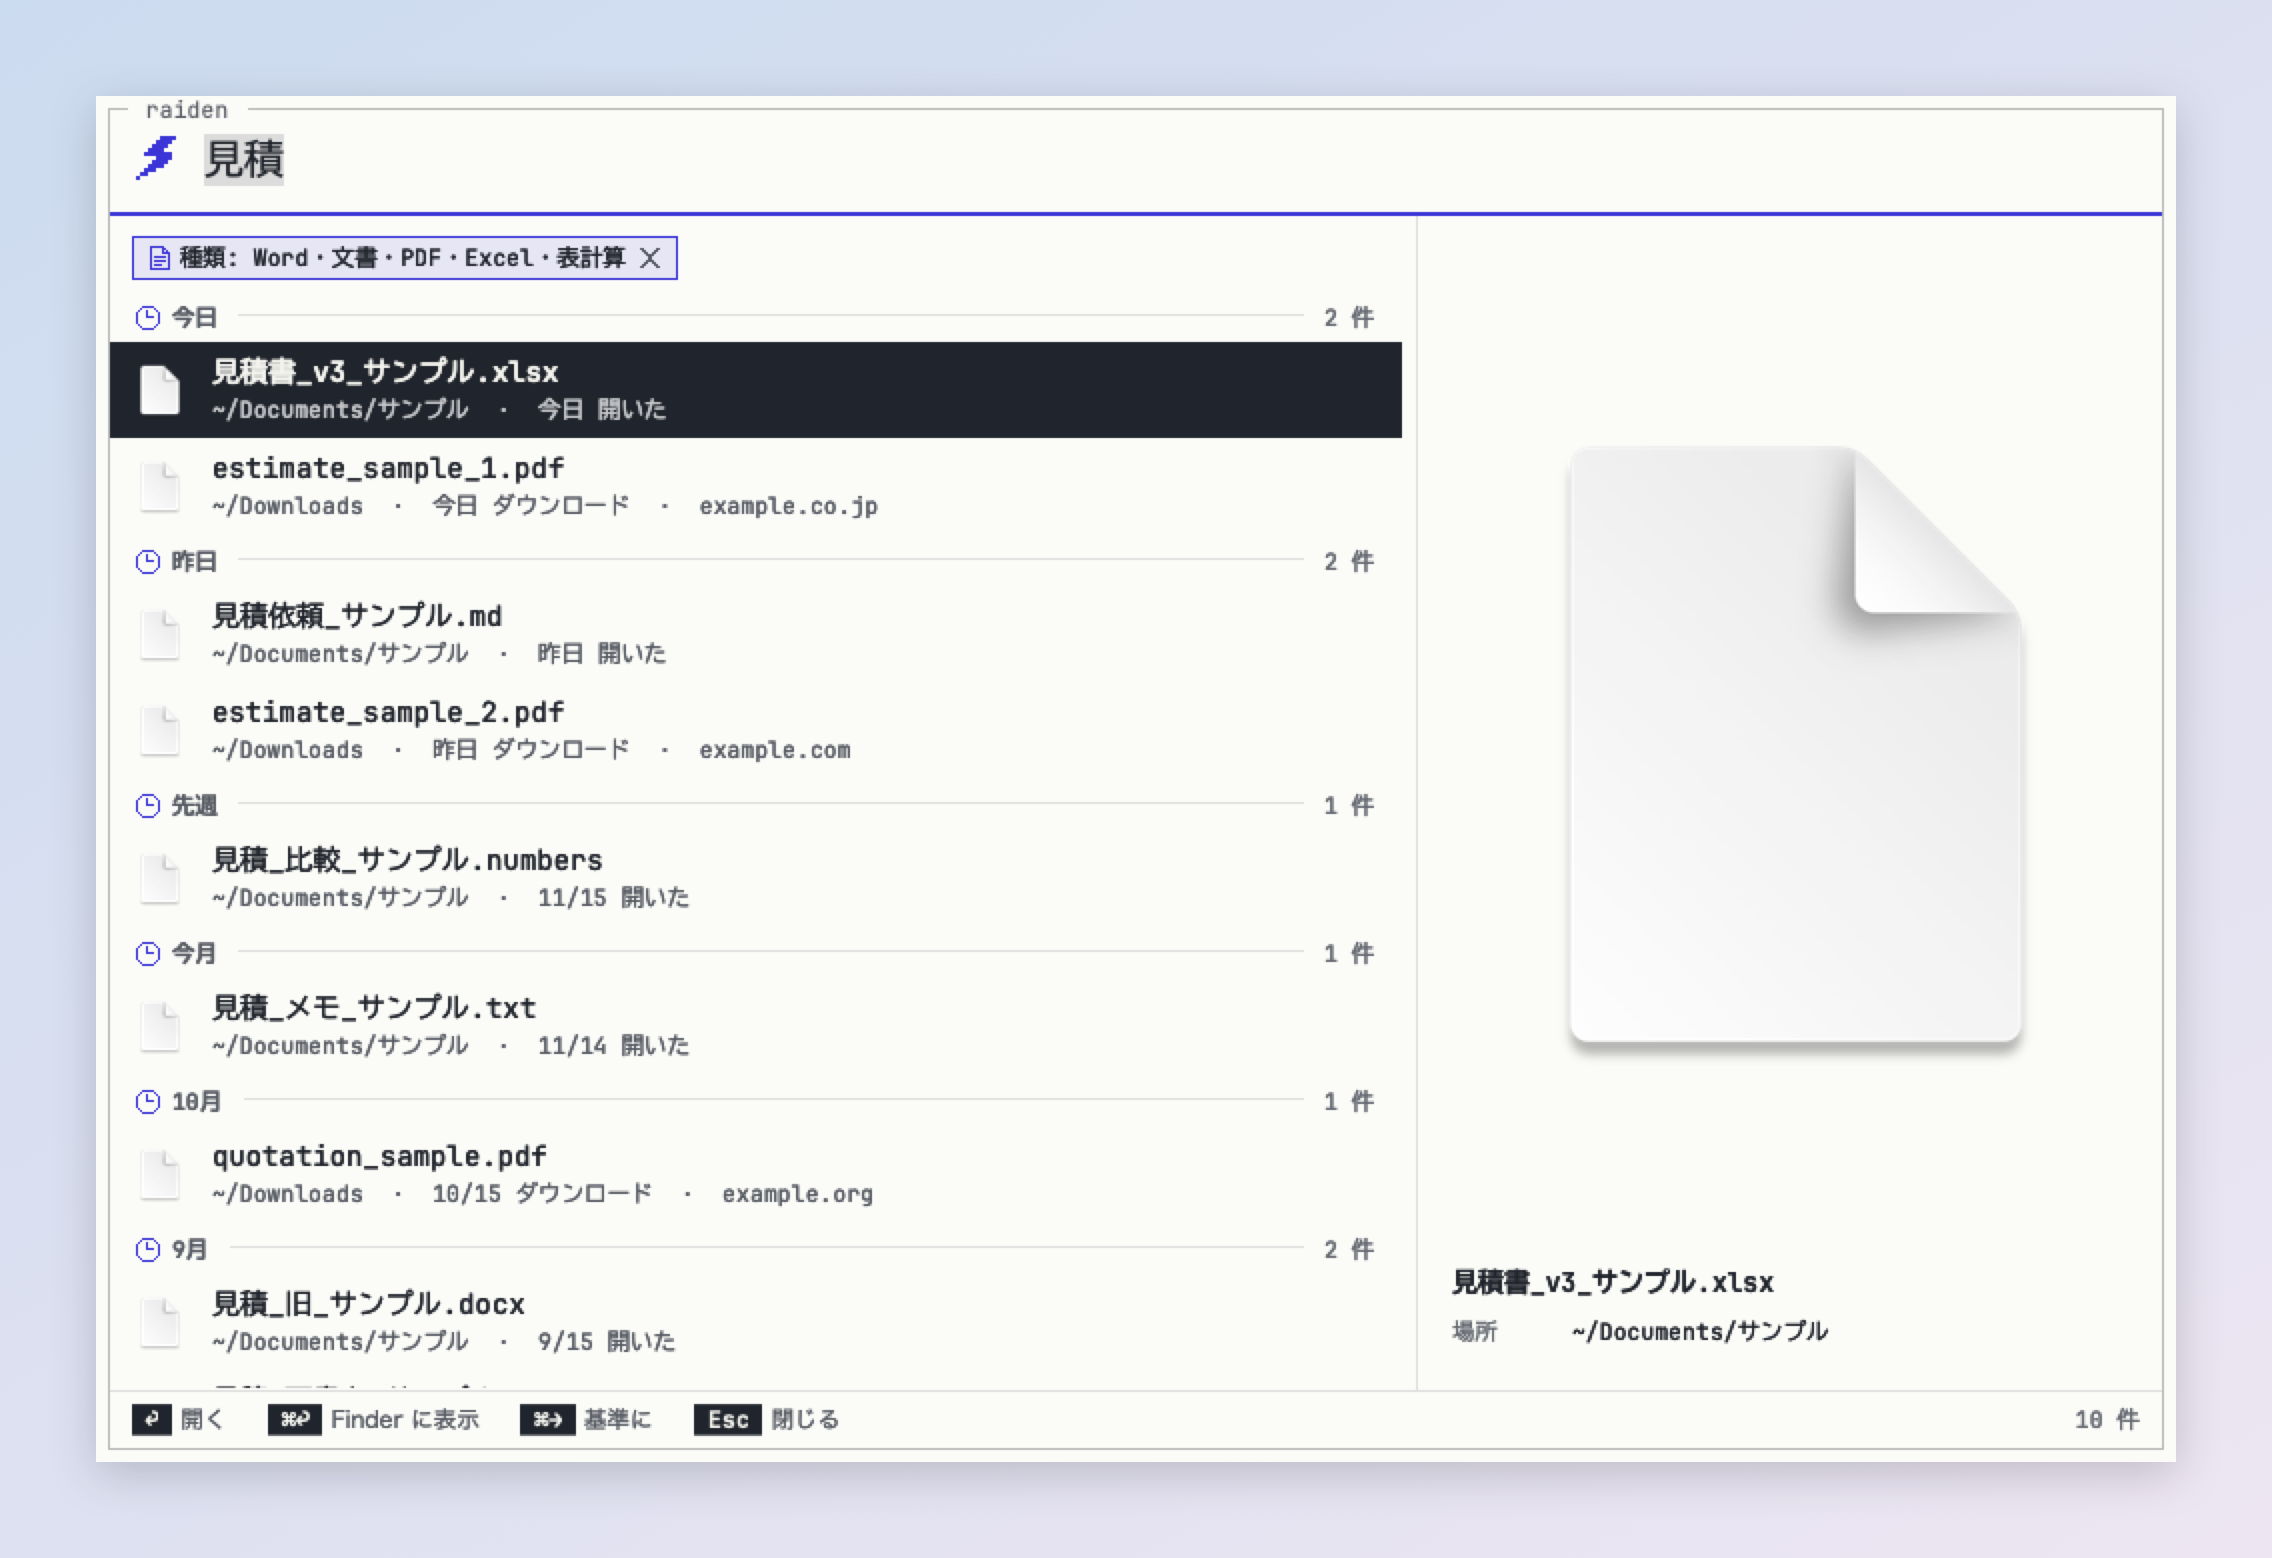 raiden
見積
種類: Word・文書・PDF・Excel・表計算
今日 2 件
見積書_v3_サンプル.xlsx
~/Documents/サンプル · 今日 開いた
estimate_sample_1.pdf
~/Downloads · 今日 ダウンロード · example.co.jp
昨日 2 件
見積依頼_サンプル.md
~/Documents/サンプル · 昨日 開いた
estimate_sample_2.pdf
~/Downloads · 昨日 ダウンロード · example.com
先週 1 件
見積_比較_サンプル.numbers
~/Documents/サンプル · 11/15 開いた
今月 1 件
見積_メモ_サンプル.txt
~/Documents/サンプル · 11/14 開いた
10月 1 件
quotation_sample.pdf
~/Downloads · 10/15 ダウンロード · example.org
9月 2 件
見積_旧_サンプル.docx
~/Documents/サンプル · 9/15 開いた
見積書_v3_サンプル.xlsx
場所 ~/Documents/サンプル
⏎ 開く ⌘⏎ Finder に表示 ⌘→ 基準に Esc 閉じる 10 件